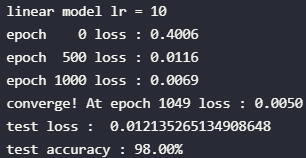 linear model lr = 10
epoch    0 loss : 0.4006
epoch  500 loss : 0.0116
epoch 1000 loss : 0.0069
converge! At epoch 1049 loss : 0.0050
test loss :  0.012135265134908648
test accuracy : 98.00%